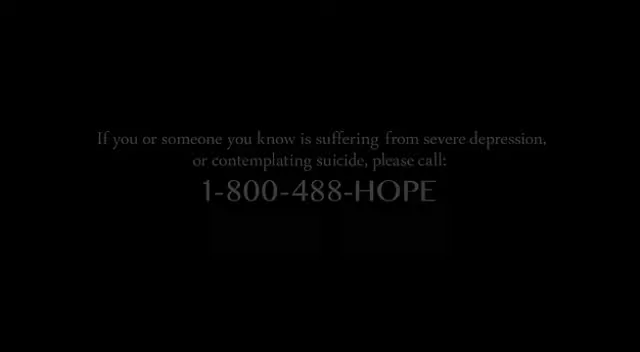 If you or someone you know is suffering from severe depression,
or contemplating suicide, please call:
1-800-488-HOPE